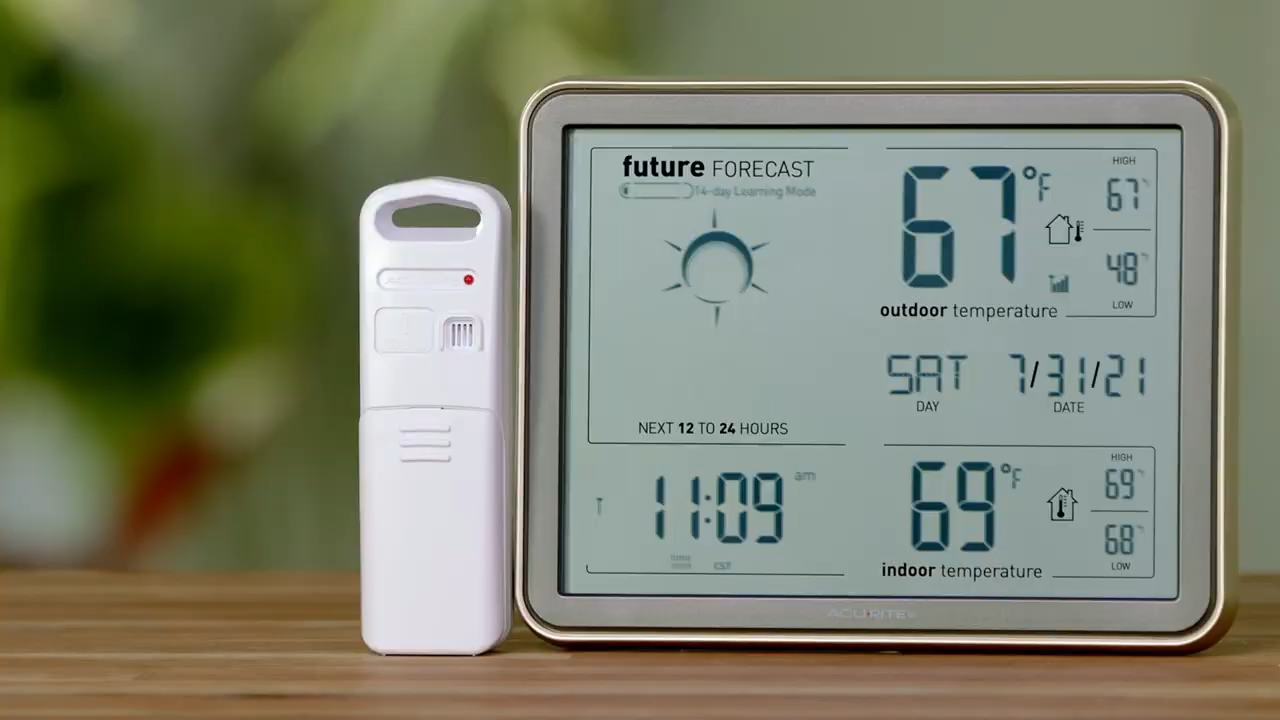 future FORECAST
14-day Learning Mode
NEXT 12 TO 24 HOURS
11:09 am
CST
67°F
HIGH
67°
48°
LOW
outdoor temperature
SAT 7/31/21
DAY DATE
69°F
HIGH
69°
68°
LOW
indoor temperature
ACURITE